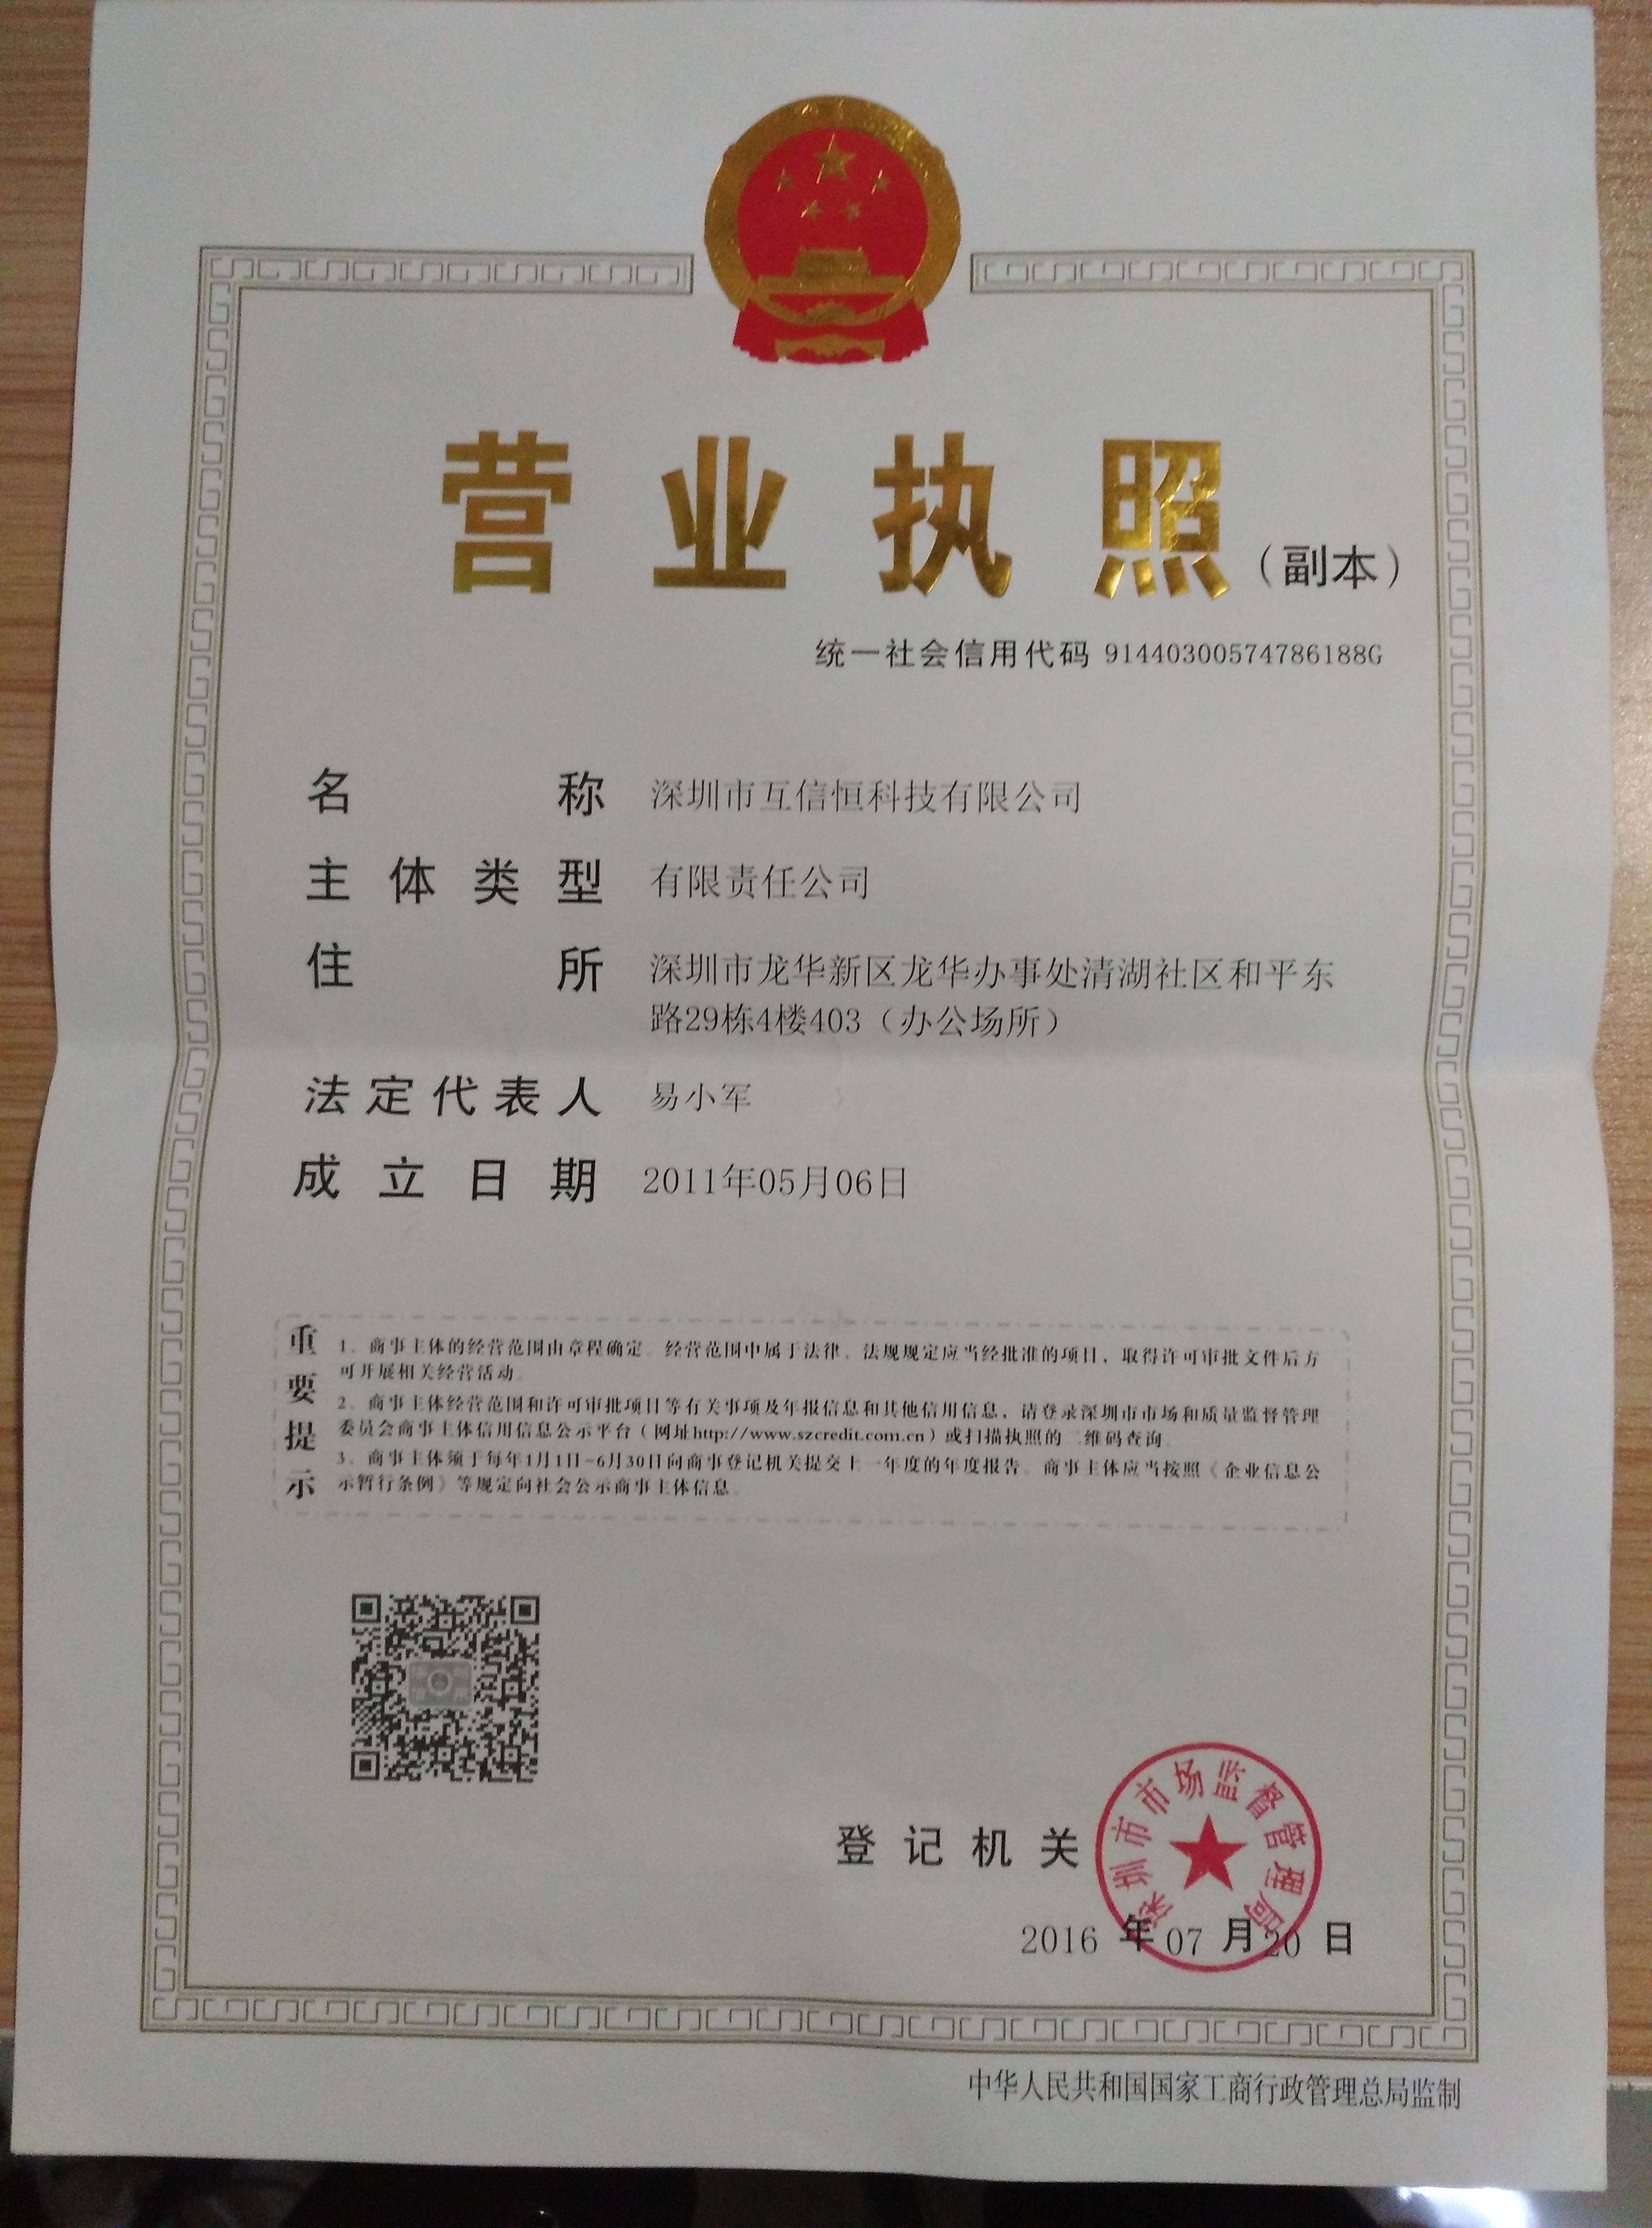 营业执照（副本）
统一社会信用代码 91440300574786188G
名称 深圳市互信恒科技有限公司
主体类型 有限责任公司
住所 深圳市龙华新区龙华办事处清湖社区和平东
路29栋4楼403（办公场所）
法定代表人 易小军
成立日期 2011年05月06日
重要提示
1、商事主体的经营范围由章程确定。经营范围中属于法律、法规规定应当经批准的项目，取得许可审批文件后方
可开展相关经营活动。
2、商事主体经营范围和许可审批项目等有关事项及年报信息和其他信用信息，请登录深圳市市场和质量监督管理
委员会商事主体信用信息公示平台（网址http://www.szcredit.com.cn）或扫描执照的二维码查询。
3、商事主体须于每年1月1日-6月30日向商事登记机关提交上一年度的年度报告。商事主体应当按照《企业信息公
示暂行条例》等规定向社会公示商事主体信息。
登记机关
深圳市市场监督管理局
2016 年 07 月 20 日
中华人民共和国国家工商行政管理总局监制